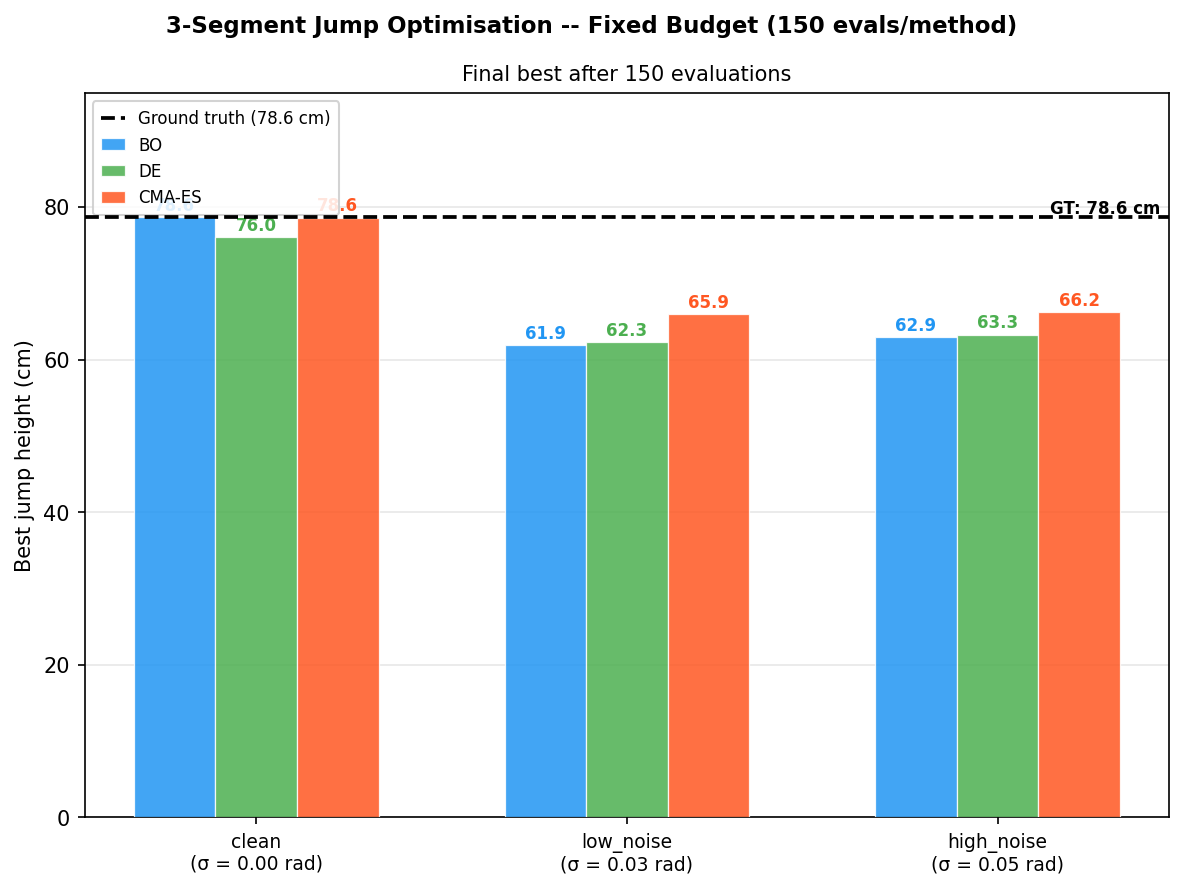 3-Segment Jump Optimisation -- Fixed Budget (150 evals/method)
Final best after 150 evaluations
Ground truth (78.6 cm)
BO
DE
CMA-ES
78.6
76.0
78.6
GT: 78.6 cm
61.9
62.3
65.9
62.9
63.3
66.2
Best jump height (cm)
80
60
40
20
0
clean
(σ = 0.00 rad)
low_noise
(σ = 0.03 rad)
high_noise
(σ = 0.05 rad)